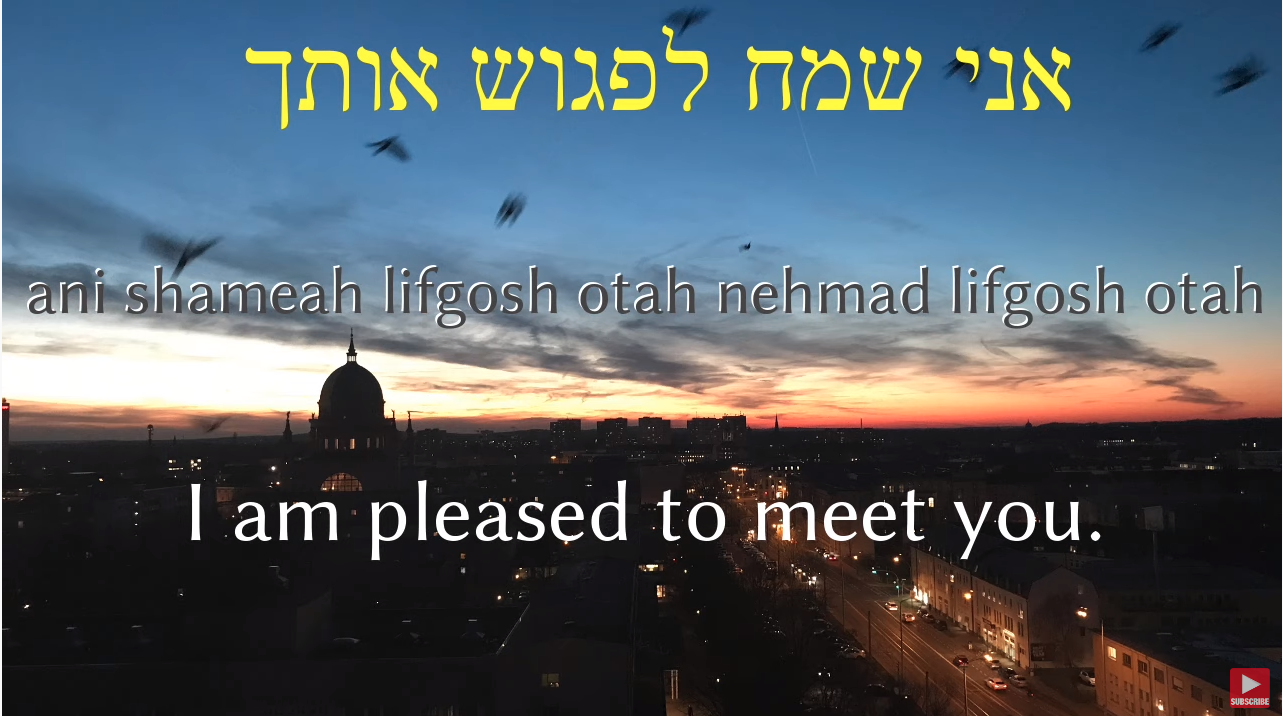 אני שמח לפגוש אותך
ani shameah lifgosh otah nehmad lifgosh otah
I am pleased to meet you.
SUBSCRIBE